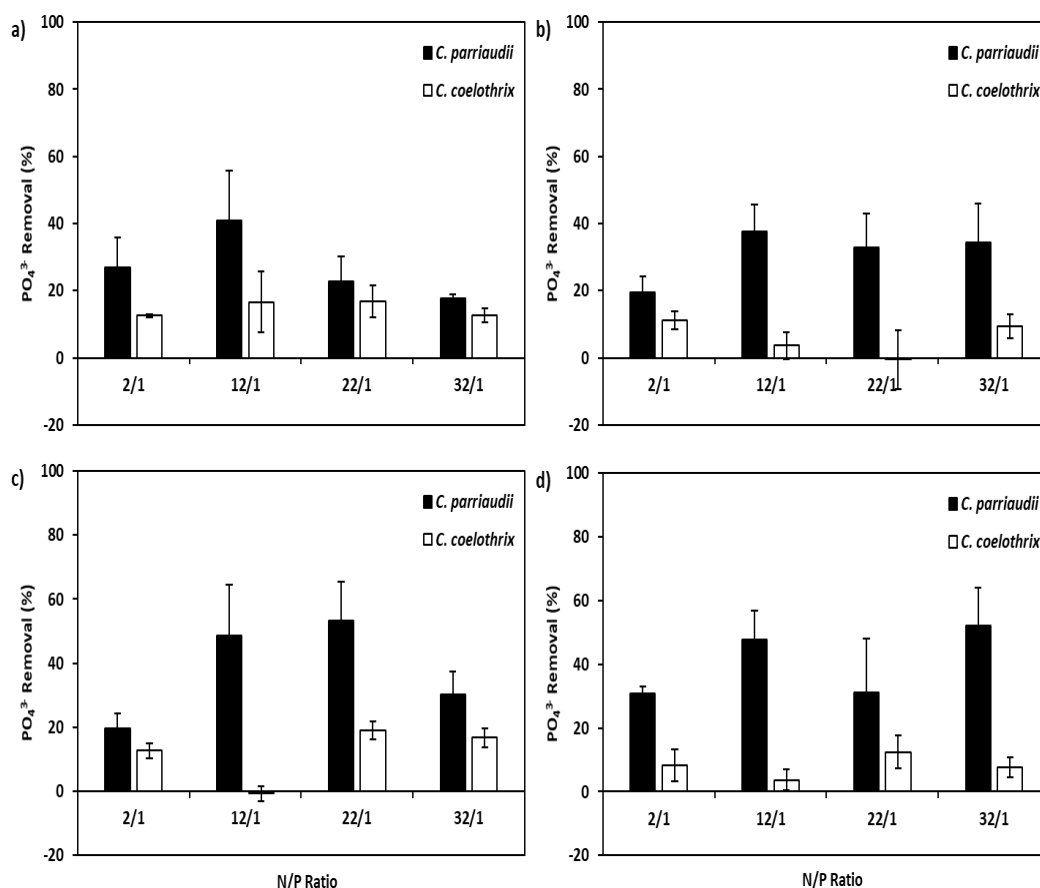 a)
100
80
60
40
20
0
-20
PO₄³⁻ Removal (%)
C. parriaudii
C. coelothrix
2/1 12/1 22/1 32/1
b)
100
80
60
40
20
0
-20
PO₄³⁻ Removal (%)
C. parriaudii
C. coelothrix
2/1 12/1 22/1 32/1
c)
100
80
60
40
20
0
-20
PO₄³⁻ Removal (%)
C. parriaudii
C. coelothrix
2/1 12/1 22/1 32/1
N/P Ratio
d)
100
80
60
40
20
0
-20
PO₄³⁻ Removal (%)
C. parriaudii
C. coelothrix
2/1 12/1 22/1 32/1
N/P Ratio